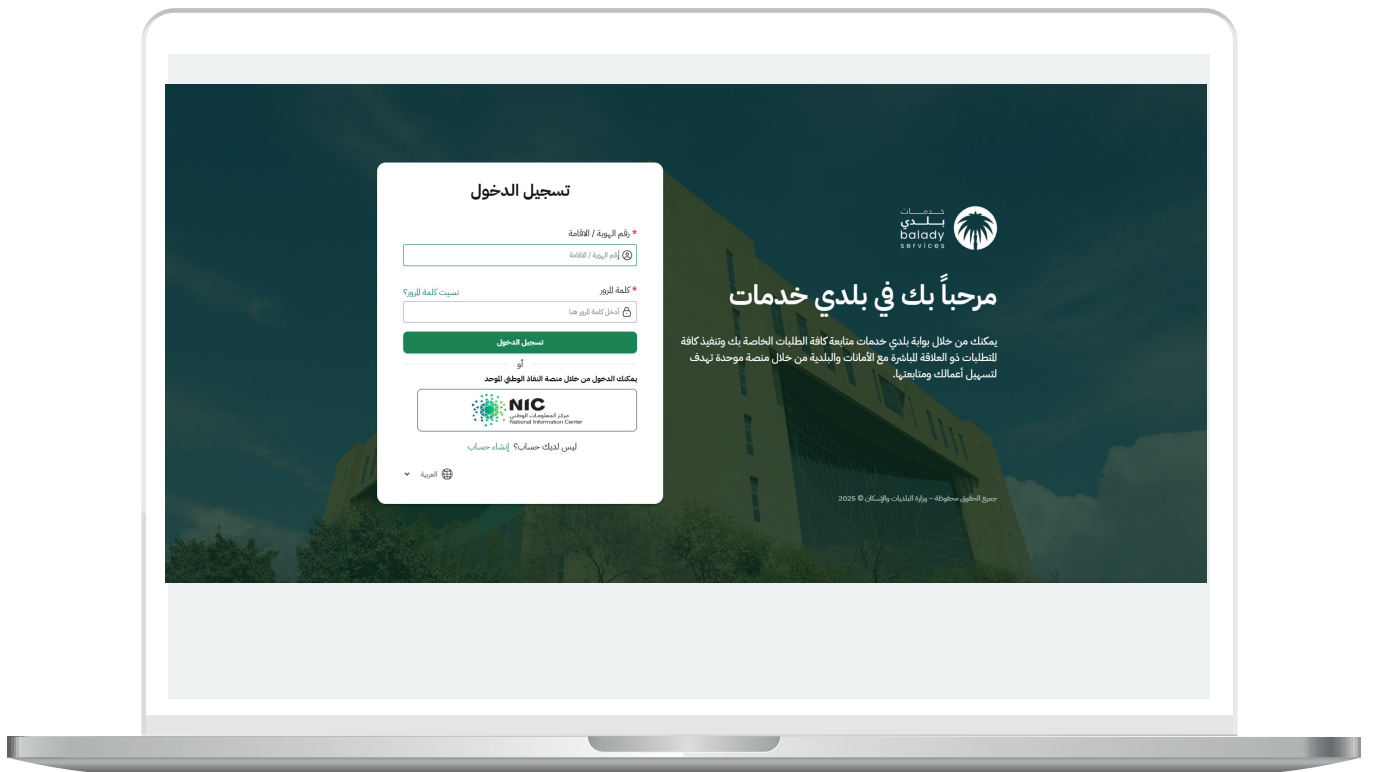 خدمات
بلدي
balady
services
مرحباً بك في بلدي خدمات
يمكنك من خلال بوابة بلدي خدمات متابعة كافة الطلبات الخاصة بك وتنفيذ كافة
المتطلبات ذو العلاقة المباشرة مع الأمانات والبلدية من خلال منصة موحدة تهدف
لتسهيل أعمالك ومتابعتها.
جميع الحقوق محفوظة – وزارة البلديات والإسكان © 2025
تسجيل الدخول
* رقم الهوية / الاقامة
رقم الهوية / الاقامة
* كلمة المرور
نسيت كلمة المرور؟
أدخل كلمة المرور هنا
تسجيل الدخول
أو
يمكنك الدخول من خلال منصة النفاذ الوطني الموحد
NIC
مركز المعلومات الوطني
National Information Center
ليس لديك حساب؟ إنشاء حساب
العربية